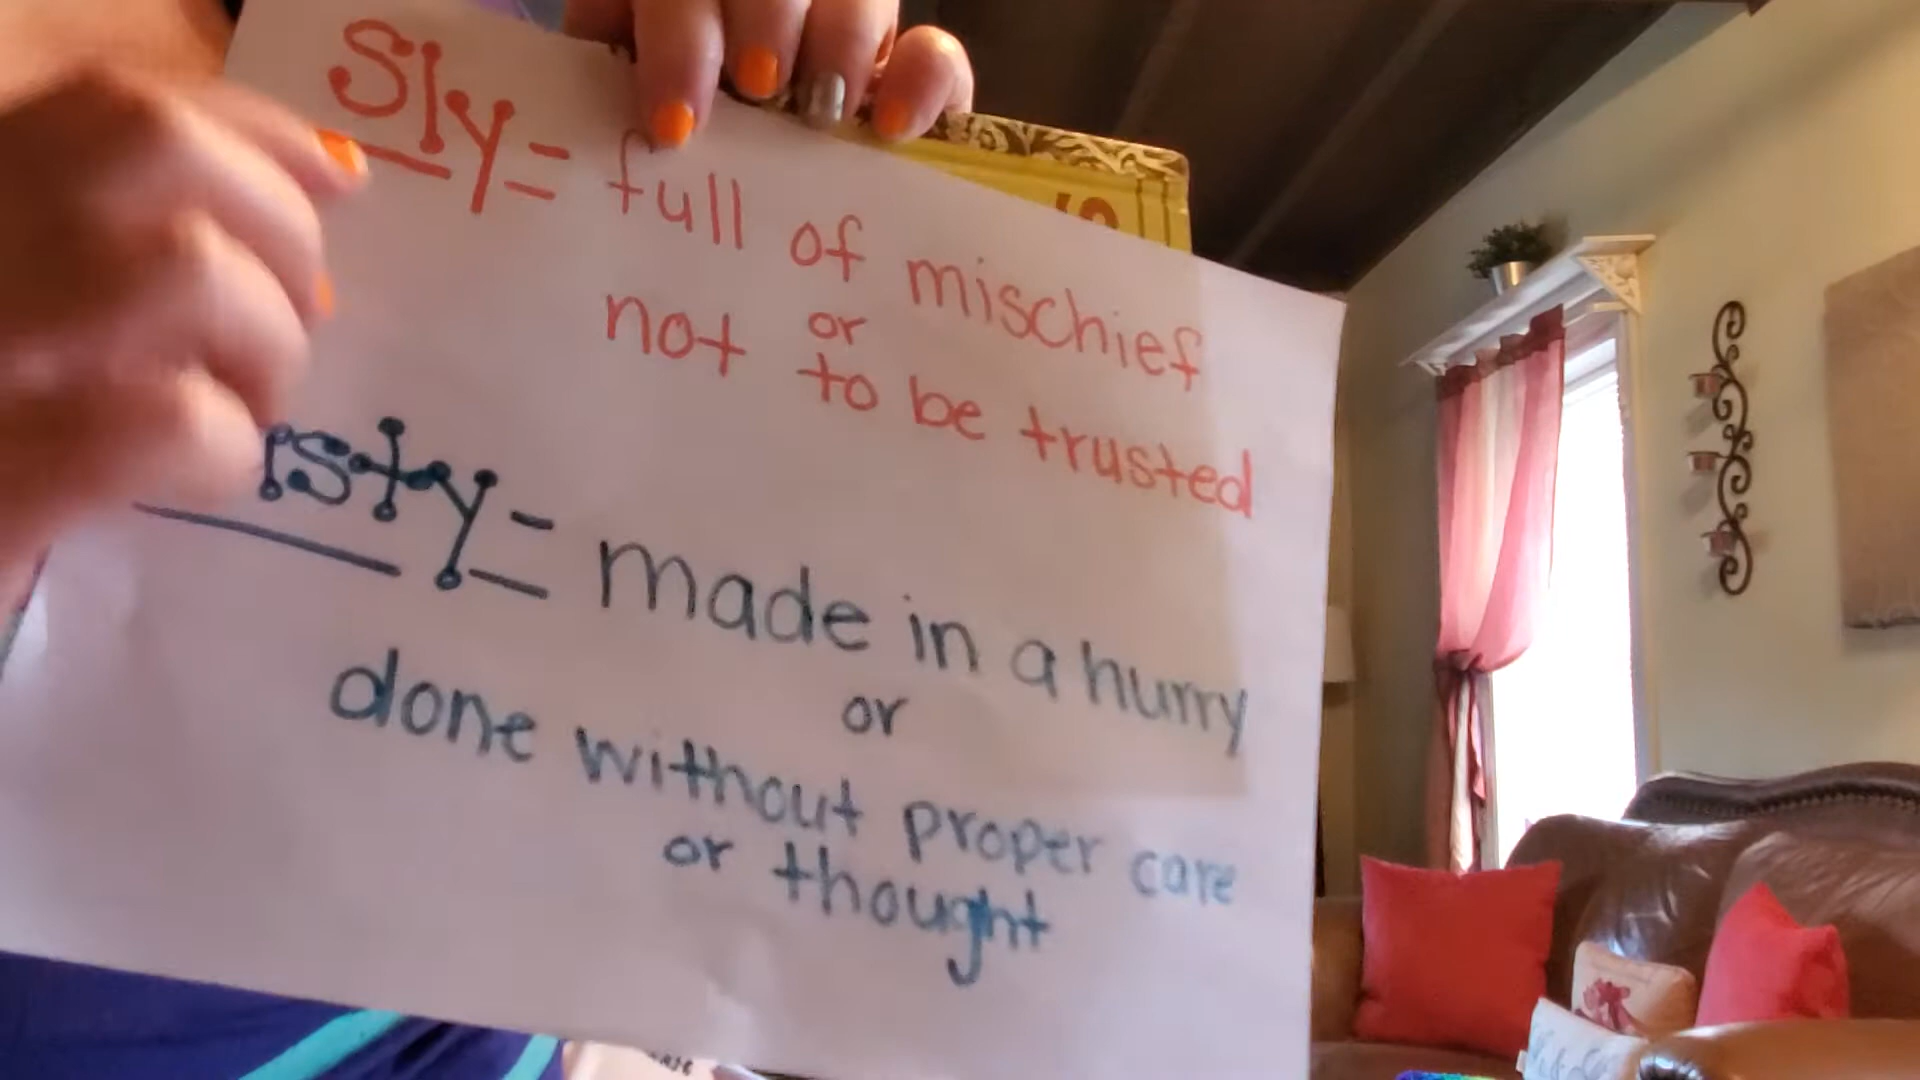 Sly = full of mischief
or
not to be trusted
sty = made in a hurry
or
done without proper care
or thought